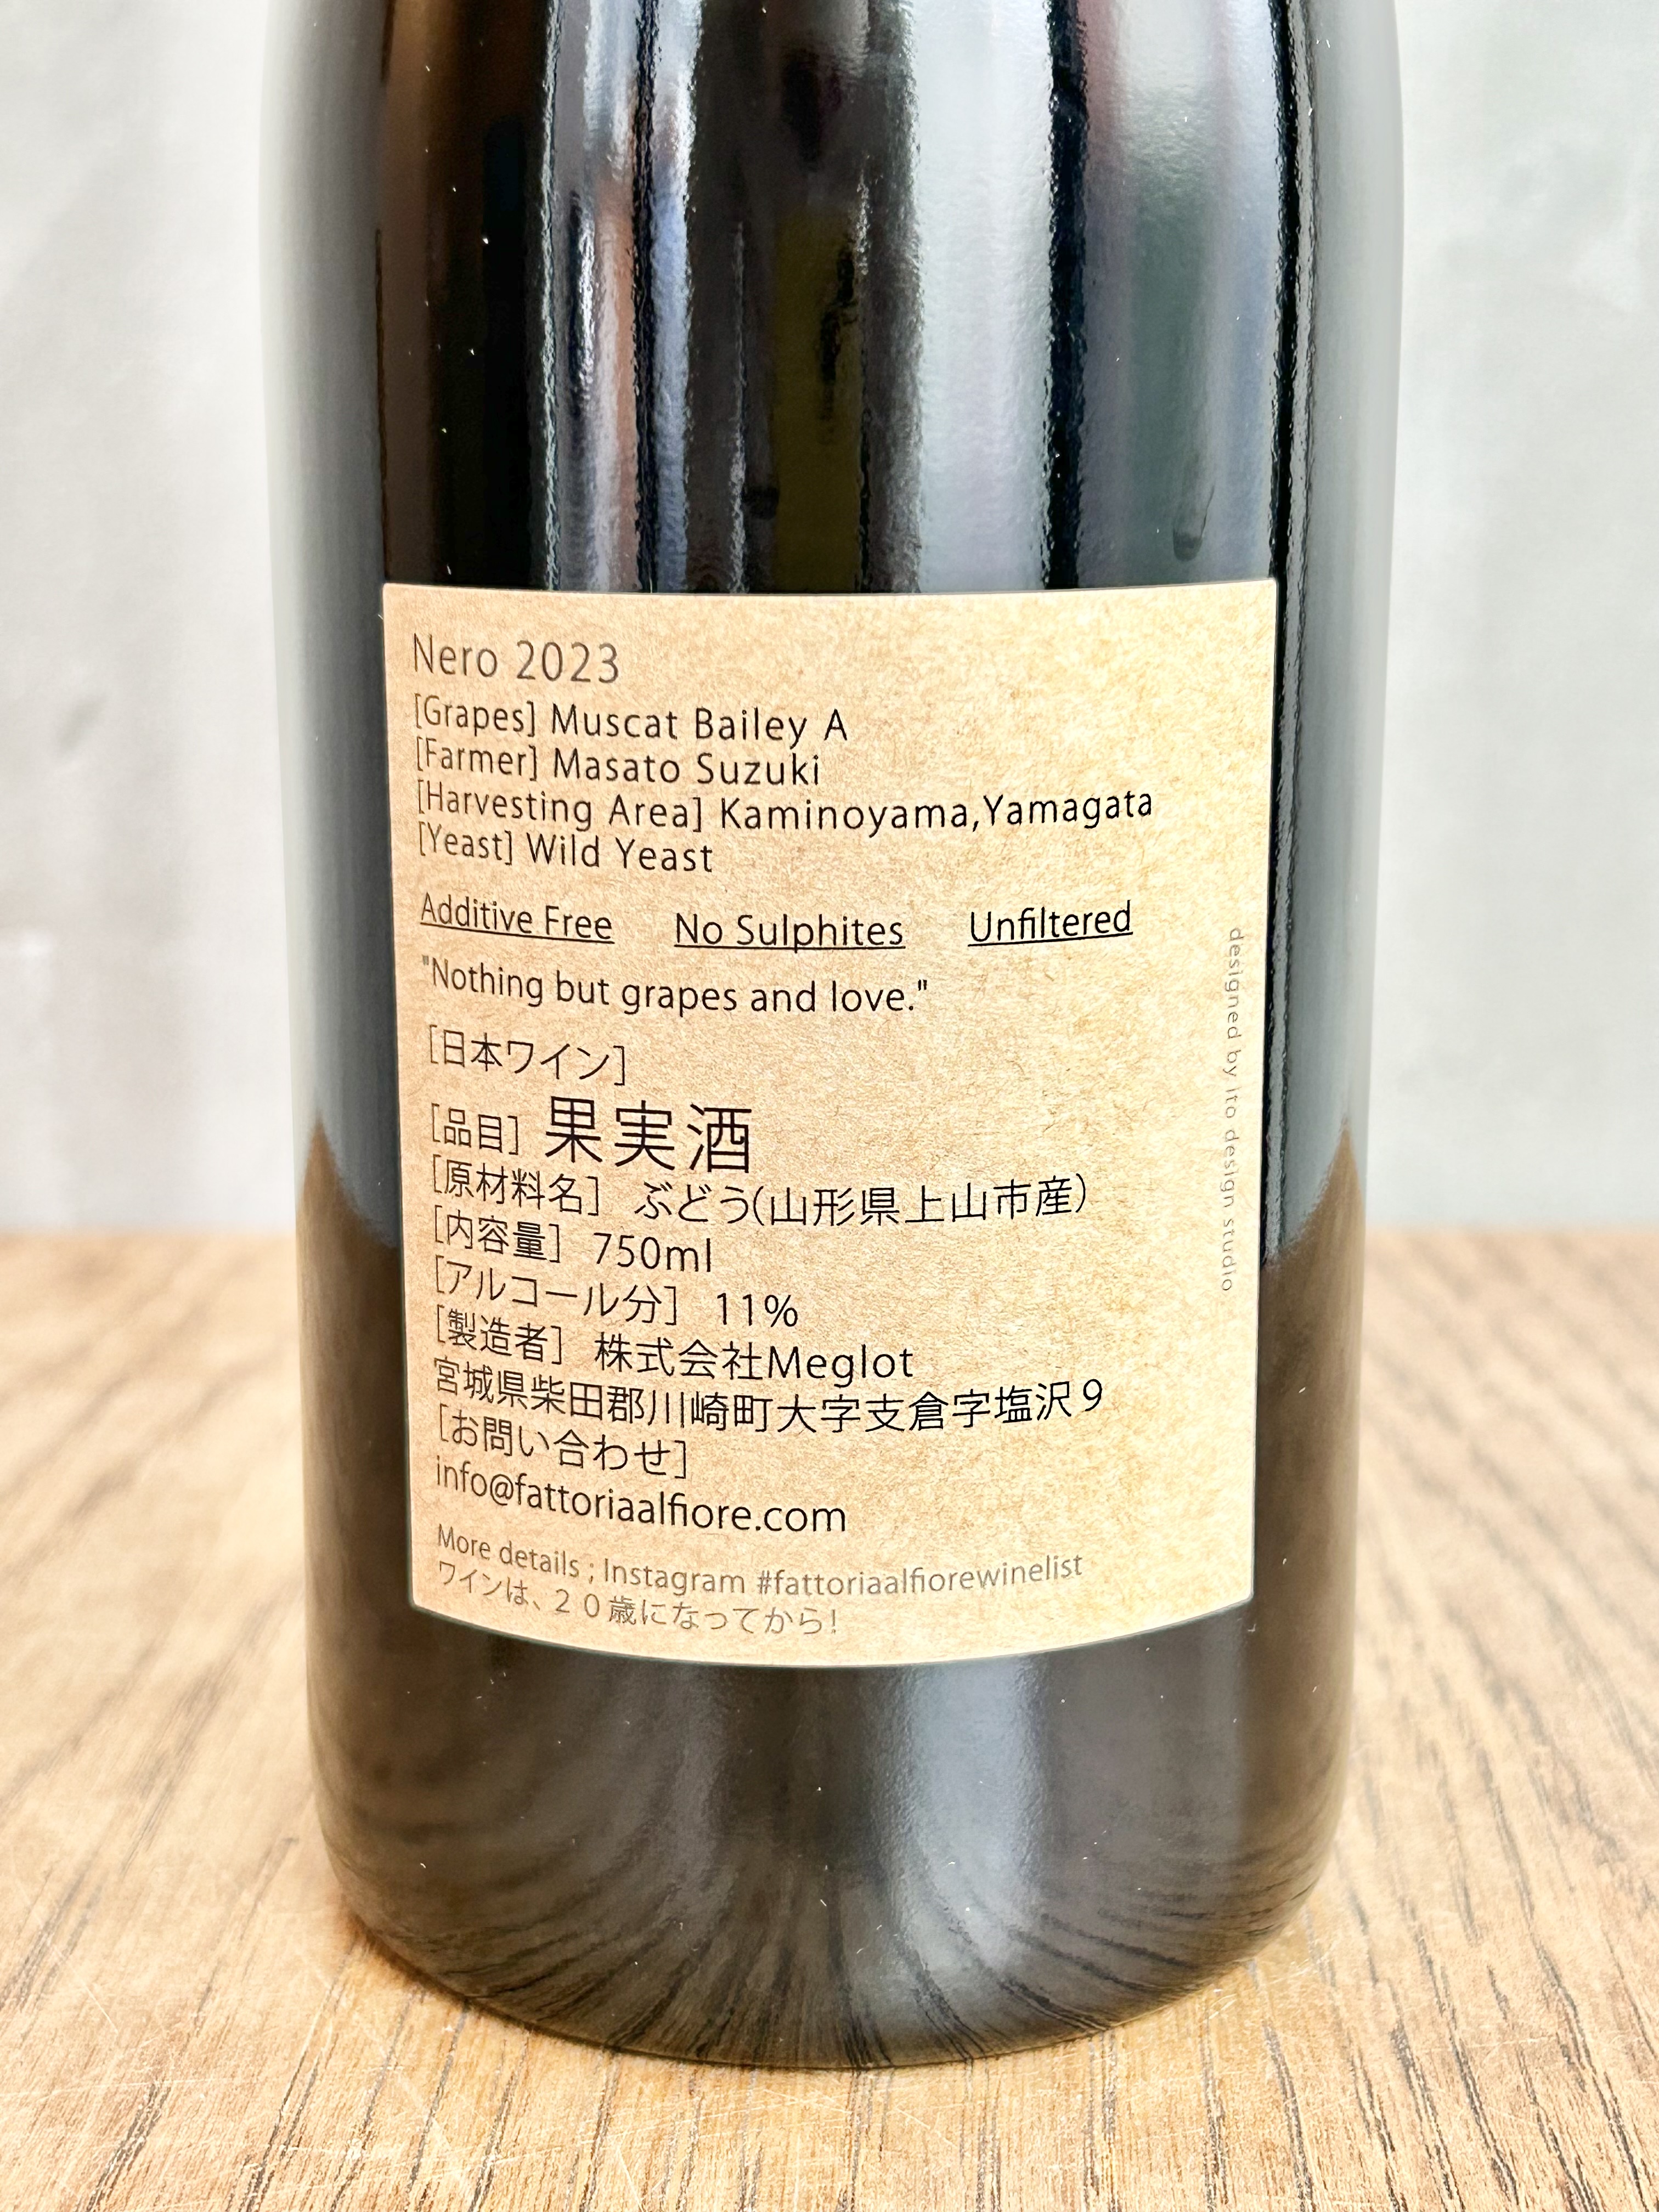 Nero 2023
[Grapes] Muscat Bailey A
[Farmer] Masato Suzuki
[Harvesting Area] Kaminoyama,Yamagata
[Yeast] Wild Yeast
Additive Free No Sulphites Unfiltered
"Nothing but grapes and love."
[日本ワイン]
[品目] 果実酒
[原材料名] ぶどう(山形県上山市産)
[内容量] 750ml
[アルコール分] 11%
[製造者] 株式会社Meglot
宮城県柴田郡川崎町大字支倉字塩沢9
[お問い合わせ]
info@fattoriaalfiore.com
More details ; Instagram #fattoriaalfiorewinelist
ワインは、20歳になってから!
designed by ito design studio